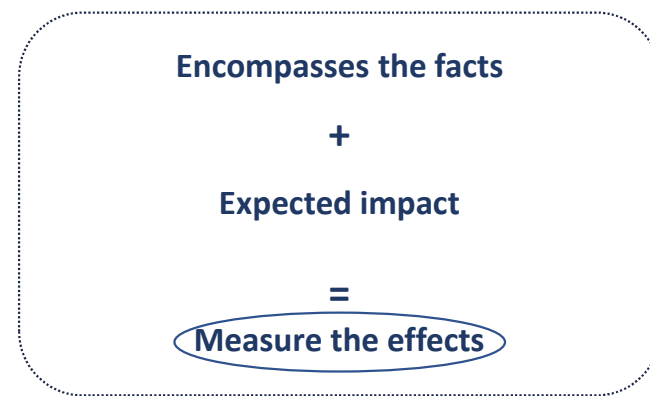 Encompasses the facts
+
Expected impact
=
Measure the effects